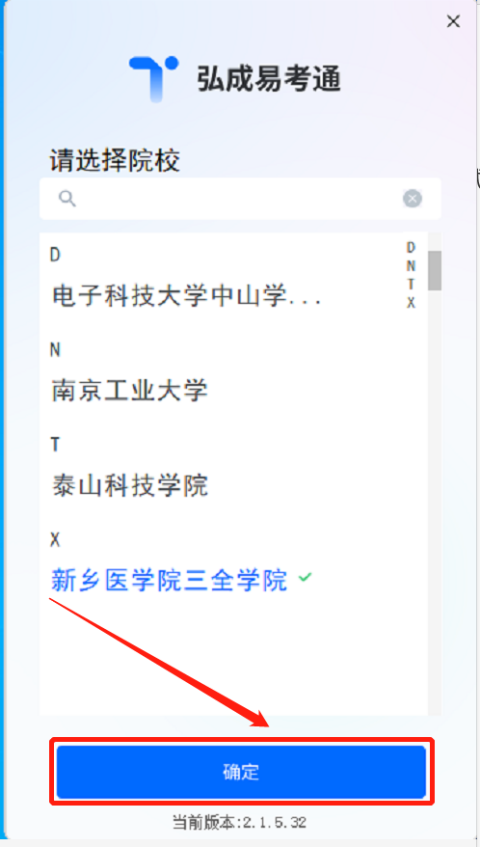 弘成易考通
请选择院校
D
电子科技大学中山学...
N
南京工业大学
T
泰山科技学院
X
新乡医学院三全学院
D
N
T
X
确定
当前版本:2.1.5.32